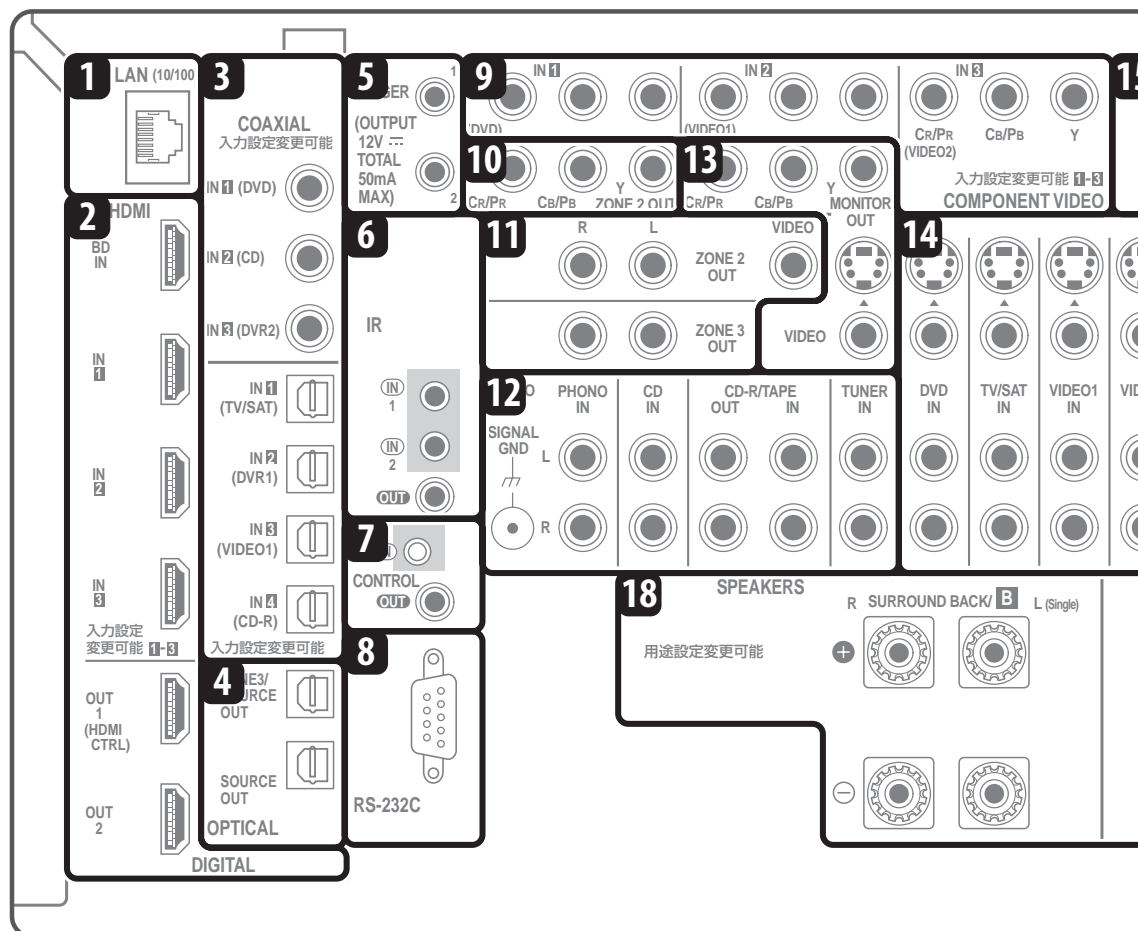 1
LAN (10/100
2
HDMI
BD
IN
IN
1
IN
2
IN
3
入力設定
変更可能 1-3
OUT
1
(HDMI
CTRL)
OUT
2
DIGITAL
3
COAXIAL
入力設定変更可能
IN 1 (DVD)
IN 2 (CD)
IN 3 (DVR2)
IN 1
(TV/SAT)
IN 2
(DVR1)
IN 3
(VIDEO1)
IN 4
(CD-R)
入力設定変更可能
4
OUT
SOURCE
OUT
OPTICAL
5
1
(OUTPUT
12V
TOTAL
50mA
MAX)
2
6
IR
IN
1
IN
2
OUT
7
CONTROL
OUT
8
RS-232C
9
IN 1
IN 2
IN 3
(DVD)
(VIDEO1)
CR/PR
CB/PB
Y
(VIDEO2)
入力設定変更可能 1-3
COMPONENT VIDEO
10
CR/PR
CB/PB
Y
ZONE 2 OUT
13
CR/PR
CB/PB
Y
MONITOR
OUT
VIDEO
11
R
L
VIDEO
ZONE 2
OUT
ZONE 3
OUT
12
PHONO
IN
CD
IN
CD-R/TAPE
OUT
IN
TUNER
IN
SIGNAL
GND
L
R
14
DVD
IN
TV/SAT
IN
VIDEO1
IN
15
18
SPEAKERS
R SURROUND BACK/ B L (Single)
用途設定変更可能
+
−